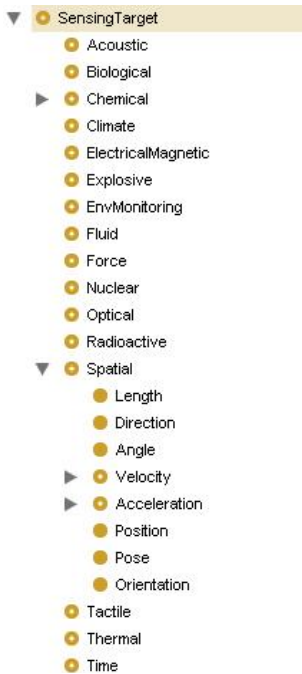 SensingTarget
Acoustic
Biological
Chemical
Climate
ElectricalMagnetic
Explosive
EnvMonitoring
Fluid
Force
Nuclear
Optical
Radioactive
Spatial
Length
Direction
Angle
Velocity
Acceleration
Position
Pose
Orientation
Tactile
Thermal
Time